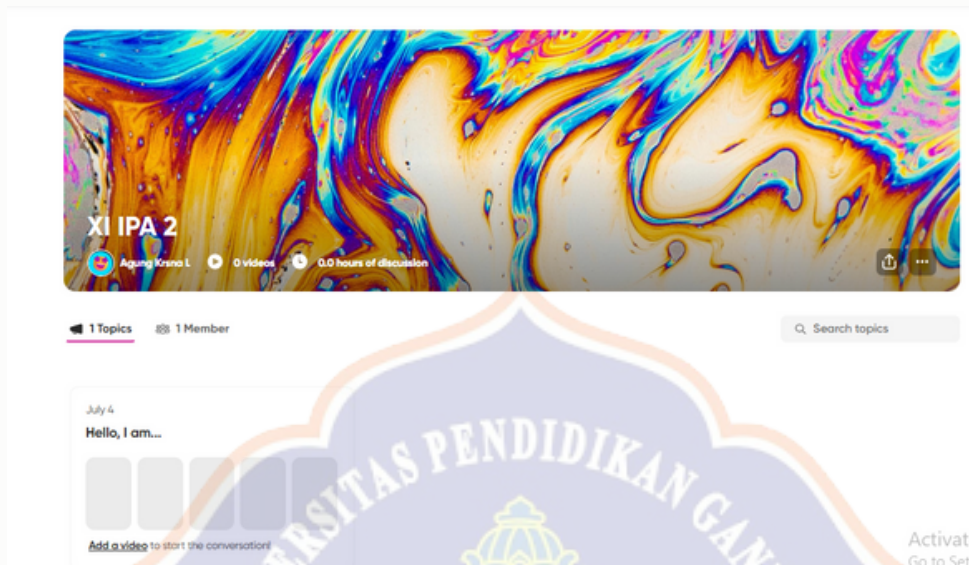 XI IPA 2
Agung Krsna I. 0 videos 0.0 hours of discussion
1 Topics 1 Member
Search topics
July 4
Hello, I am...
Add a video to start the conversation!
PENDIDIKAN
Activat
Go to Set